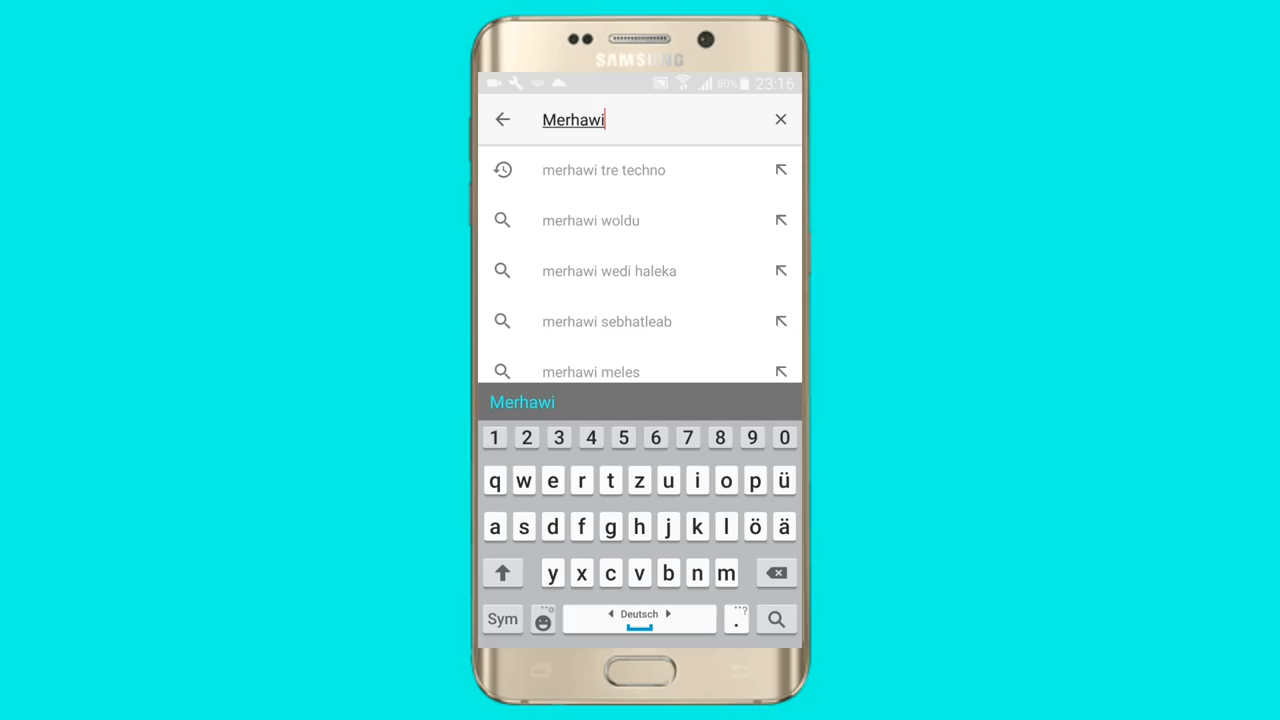 SAMSUNG
80% 23:16
Merhawi
merhawi tre techno
merhawi woldu
merhawi wedi haleka
merhawi sebhatleab
merhawi meles
Merhawi
1 2 3 4 5 6 7 8 9 0
q w e r t z u i o p ü
a s d f g h j k l ö ä
y x c v b n m
Sym Deutsch . ?